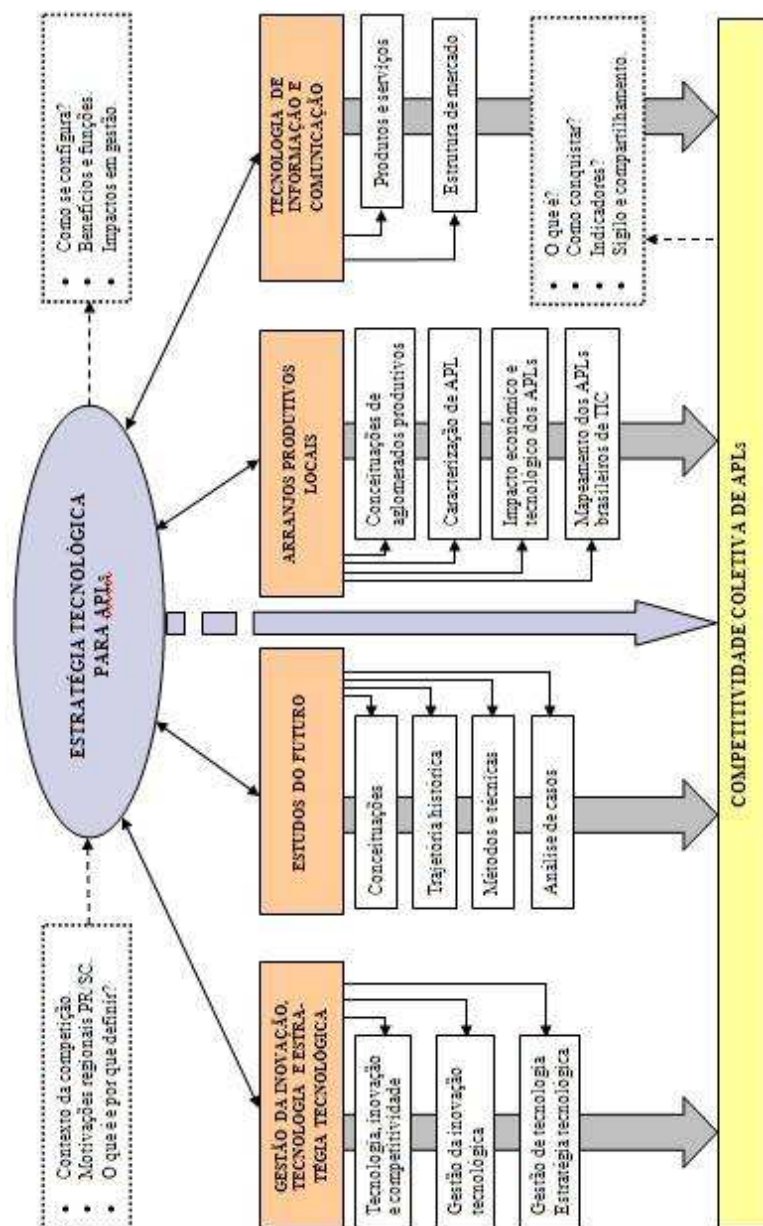 • Contexto da competição.
• Motivações regionais PR/SC.
• O que é e por que definir?
ESTRATÉGIA TECNOLÓGICA
PARA APLs
• Como se configura?
• Benefícios e funções.
• Impactos em gestão
GESTÃO DA INOVAÇÃO,
TECNOLOGIA E ESTRA-
TÉGIA TECNOLÓGICA
Tecnologia, inovação
e competitividade
Gestão da inovação
tecnológica
Gestão de tecnologia
Estratégia tecnológica
ESTUDOS DO FUTURO
Conceituações
Trajetória histórica
Métodos e técnicas
Análise de casos
ARRANJOS PRODUTIVOS
LOCAIS
Conceituações de
aglomerados produtivos
Caracterização de APL
Impacto econômico e
tecnológico dos APLs
Mapeamento dos APLs
brasileiros de TIC
TECNOLOGIA DE
INFORMAÇÃO E
COMUNICAÇÃO
Produtos e serviços
Estrutura de mercado
• O que é?
• Como conquistar?
• Indicadores?
• Sigilo e compartilhamento.
COMPETITIVIDADE COLETIVA DE APLs